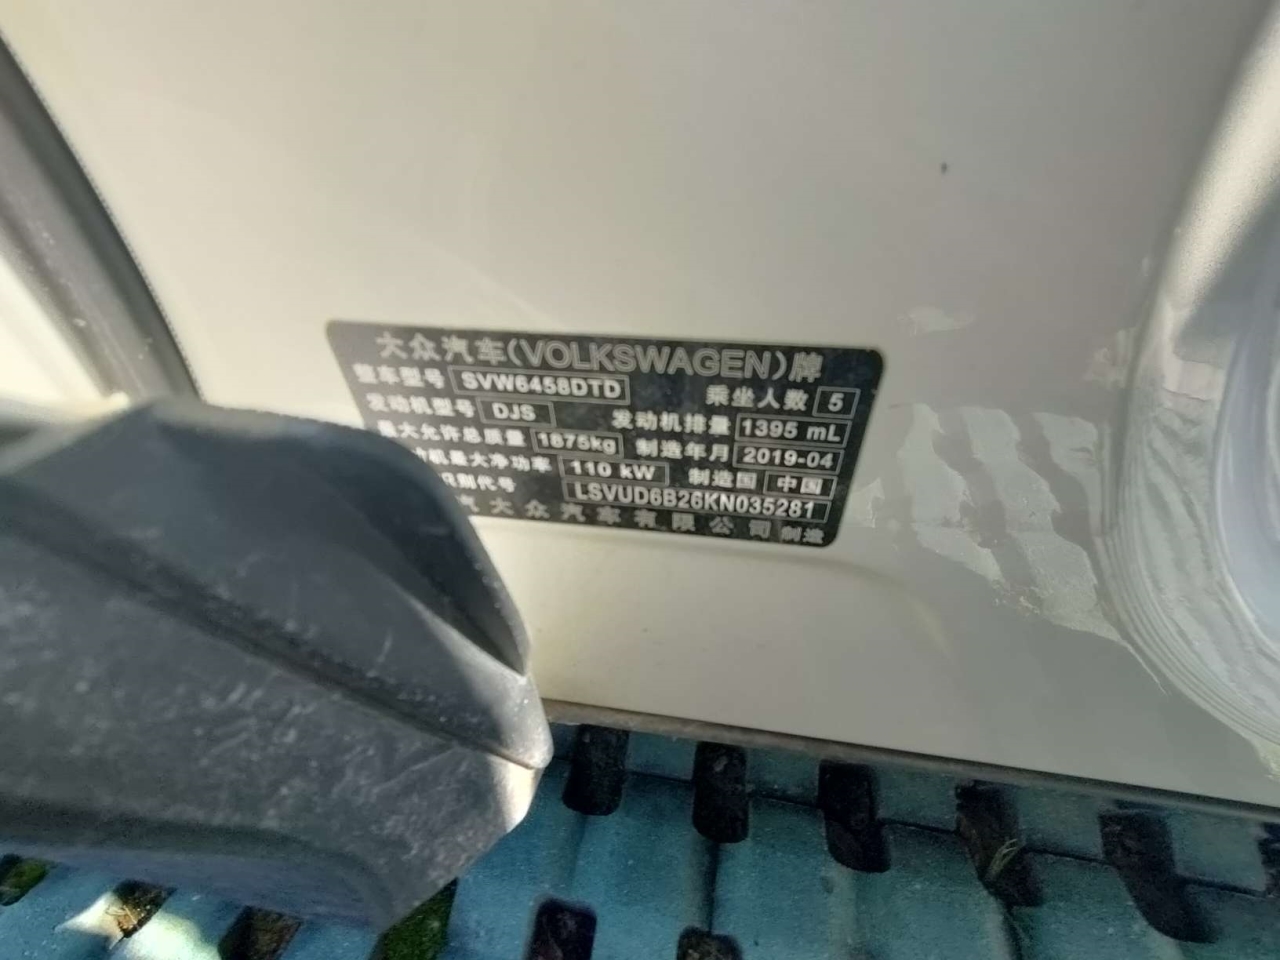 大众汽车(VOLKSWAGEN)牌
整车型号 SVW6458DTD 乘坐人数 5
发动机型号 DJS 发动机排量 1395 mL
最大允许总质量 1875kg 制造年月 2019-04
机最大净功率 110 kW 制造国 中国
识别代号 LSVUD6B26KN035281
汽大众汽车有限公司 制造